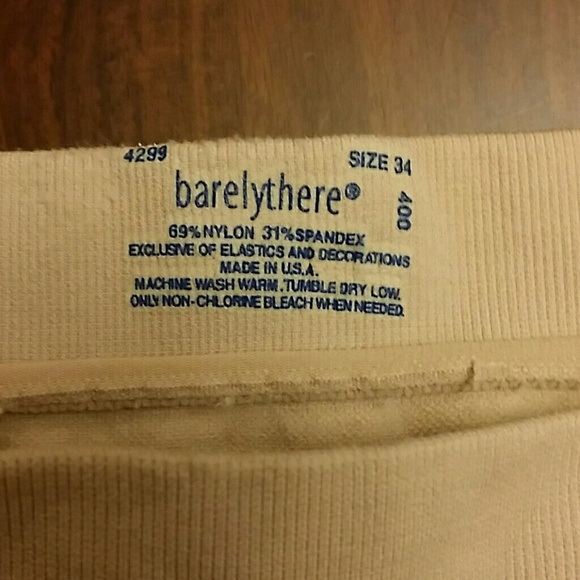 4299 SIZE 34
barelythere®
400
69% NYLON 31% SPANDEX
EXCLUSIVE OF ELASTICS AND DECORATIONS
MADE IN U.S.A.
MACHINE WASH WARM. TUMBLE DRY LOW.
ONLY NON-CHLORINE BLEACH WHEN NEEDED.